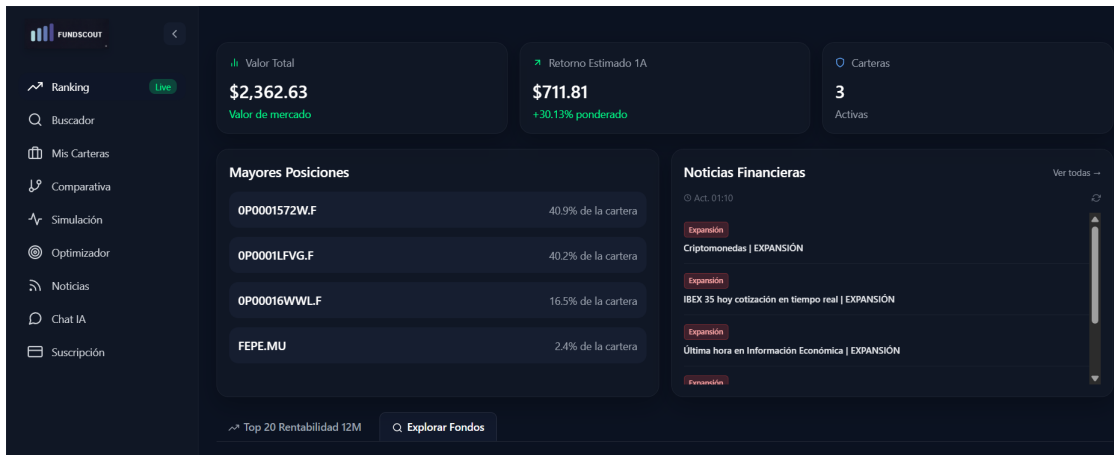 FUNDSCOUT
Ranking
Live
Buscador
Mis Carteras
Comparativa
Simulación
Optimizador
Noticias
Chat IA
Suscripción
Valor Total
$2,362.63
Valor de mercado
Retorno Estimado 1A
$711.81
+30.13% ponderado
Carteras
3
Activas
Mayores Posiciones
0P0001572W.F 40.9% de la cartera
0P0001LFVG.F 40.2% de la cartera
0P00016WWL.F 16.5% de la cartera
FEPE.MU 2.4% de la cartera
Noticias Financieras
Ver todas →
Act. 01:10
Expansión
Criptomonedas | EXPANSIÓN
Expansión
IBEX 35 hoy cotización en tiempo real | EXPANSIÓN
Expansión
Última hora en Información Económica | EXPANSIÓN
Expansión
Top 20 Rentabilidad 12M
Explorar Fondos